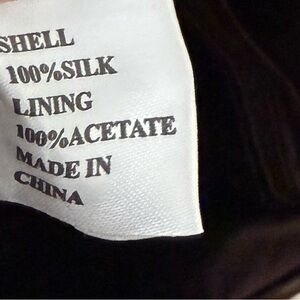 SHELL
100%SILK
LINING
100%ACETATE
MADE IN
CHINA